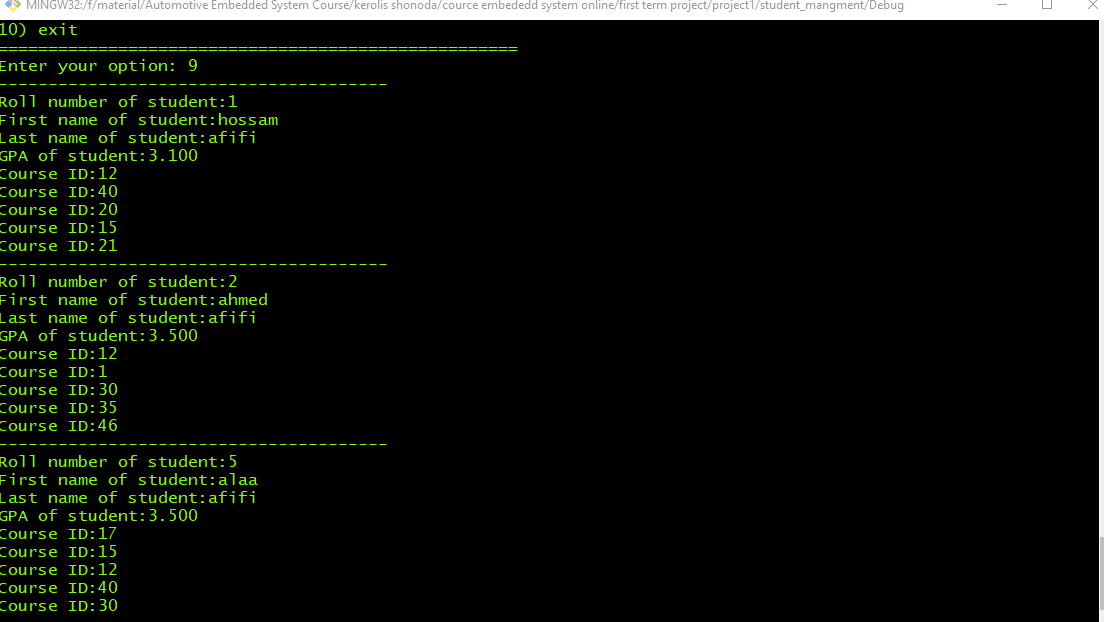 MINGW32:/f/material/Automotive Embedded System Course/kerolis shonoda/cource embededd system online/first term project/project1/student_mangment/Debug
10) exit
====================================================
Enter your option: 9
---------------------------------------
Roll number of student:1
First name of student:hossam
Last name of student:afifi
GPA of student:3.100
Course ID:12
Course ID:40
Course ID:20
Course ID:15
Course ID:21
---------------------------------------
Roll number of student:2
First name of student:ahmed
Last name of student:afifi
GPA of student:3.500
Course ID:12
Course ID:1
Course ID:30
Course ID:35
Course ID:46
---------------------------------------
Roll number of student:5
First name of student:alaa
Last name of student:afifi
GPA of student:3.500
Course ID:17
Course ID:15
Course ID:12
Course ID:40
Course ID:30